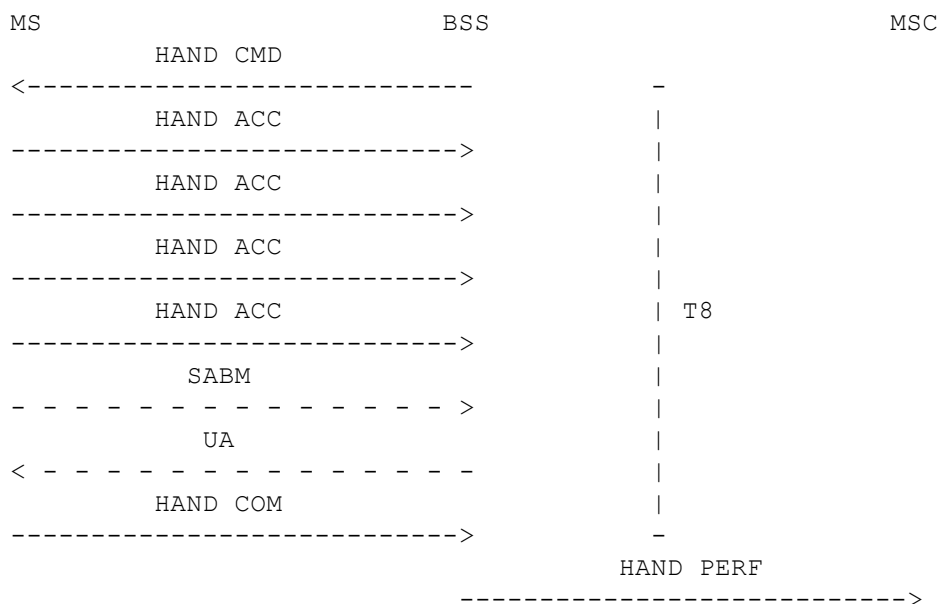 MS BSS MSC
HAND CMD
<---------------------------- -
HAND ACC |
----------------------------> |
HAND ACC |
----------------------------> |
HAND ACC |
----------------------------> |
HAND ACC | T8
----------------------------> |
SABM |
- - - - - - - - - - - - - - > |
UA |
< - - - - - - - - - - - - - - |
HAND COM |
----------------------------> -
HAND PERF
---------------------------->